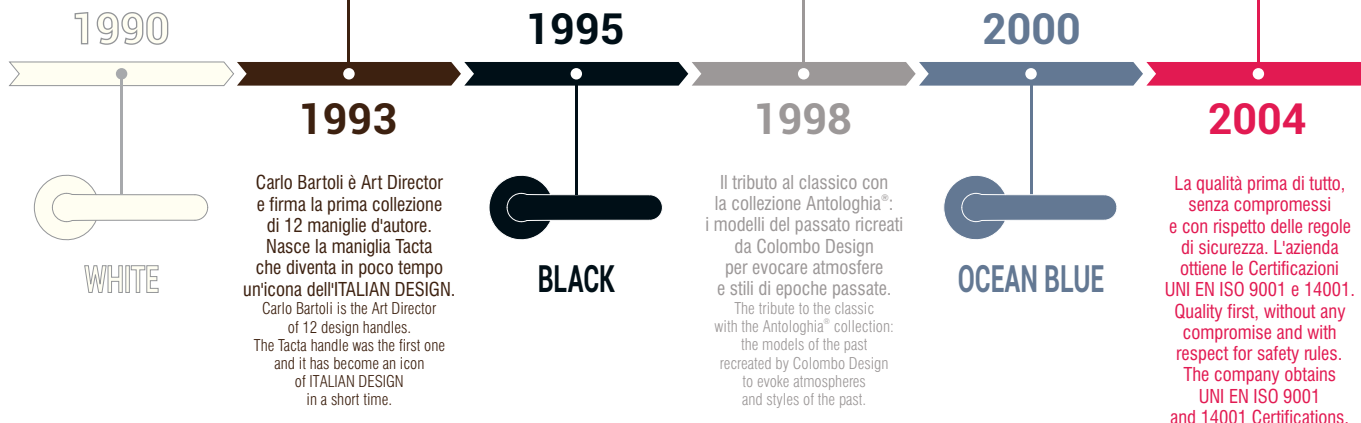 1990
WHITE
1993
Carlo Bartoli è Art Director
e firma la prima collezione
di 12 maniglie d'autore.
Nasce la maniglia Tacta
che diventa in poco tempo
un'icona dell'ITALIAN DESIGN.
Carlo Bartoli is the Art Director
of 12 design handles.
The Tacta handle was the first one
and it has become an icon
of ITALIAN DESIGN
in a short time.
1995
BLACK
1998
Il tributo al classico con
la collezione Antologhia®:
i modelli del passato ricreati
da Colombo Design
per evocare atmosfere
e stili di epoche passate.
The tribute to the classic
with the Antologhia® collection:
the models of the past
recreated by Colombo Design
to evoke atmospheres
and styles of the past.
2000
OCEAN BLUE
2004
La qualità prima di tutto,
senza compromessi
e con rispetto delle regole
di sicurezza. L'azienda
ottiene le Certificazioni
UNI EN ISO 9001 e 14001.
Quality first, without any
compromise and with
respect for safety rules.
The company obtains
UNI EN ISO 9001
and 14001 Certifications.